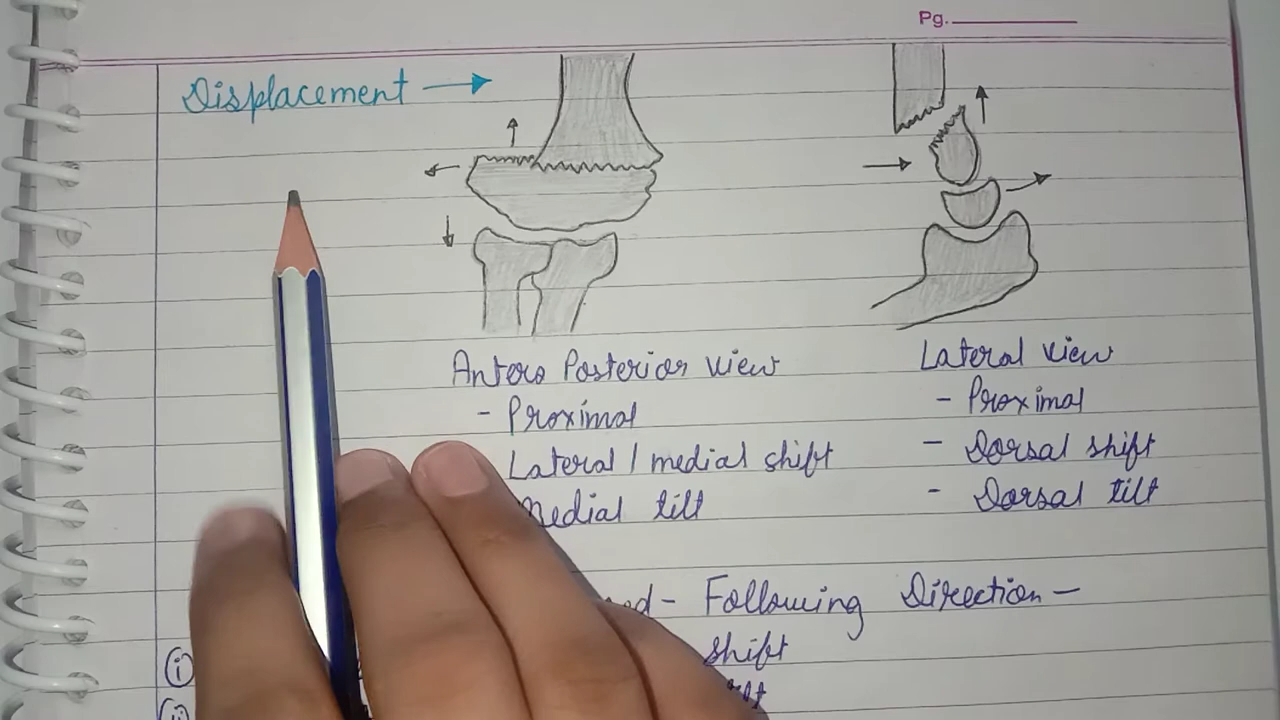 Pg.
Displacement →
Antero Posterior view
- Proximal
Lateral / medial shift
Medial tilt
Lateral view
- Proximal
- Dorsal shift
- Dorsal tilt
Following Direction -
(i)
shift